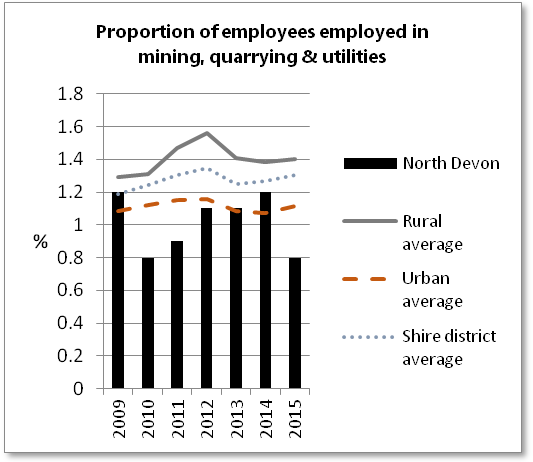 Proportion of employees employed in
mining, quarrying & utilities
1.8
1.6
1.4
1.2
1
0.8
0.6
0.4
0.2
0
%
2009
2010
2011
2012
2013
2014
2015
North Devon
Rural
average
Urban
average
Shire district
average